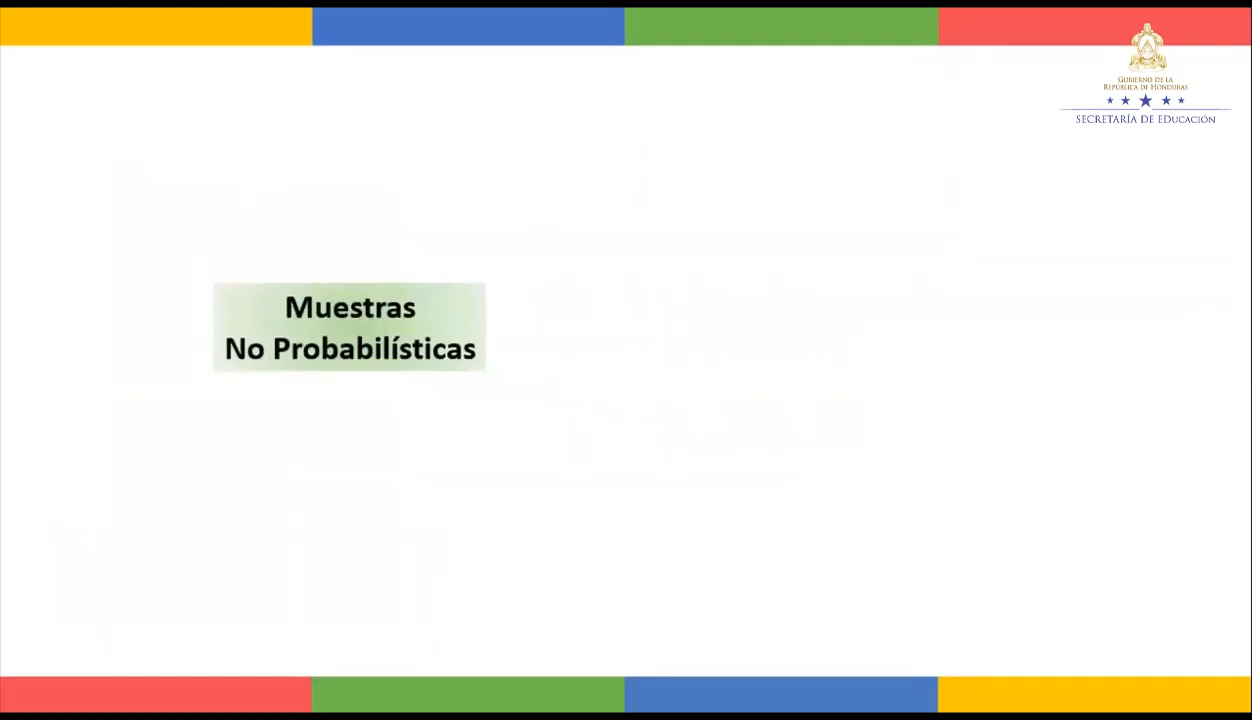 GOBIERNO DE LA
REPÚBLICA DE HONDURAS
SECRETARÍA DE EDUCACIÓN
Muestras
No Probabilísticas